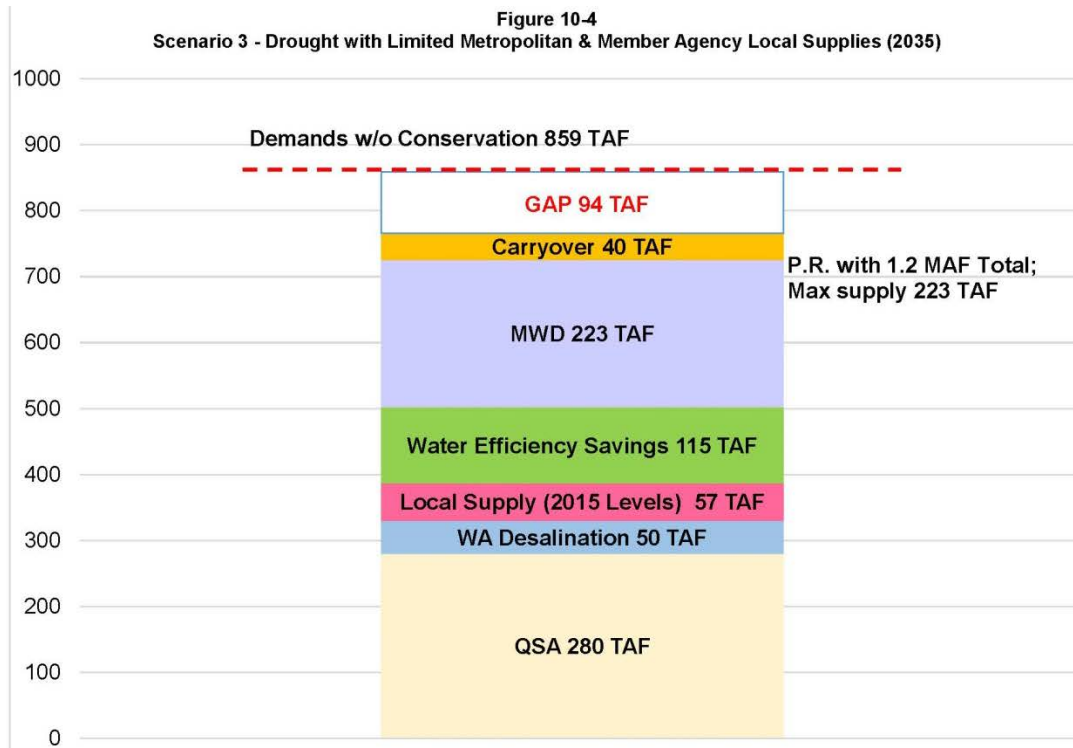 Figure 10-4
Scenario 3 - Drought with Limited Metropolitan & Member Agency Local Supplies (2035)
1000
900
800
700
600
500
400
300
200
100
0
Demands w/o Conservation 859 TAF
GAP 94 TAF
Carryover 40 TAF
P.R. with 1.2 MAF Total;
Max supply 223 TAF
MWD 223 TAF
Water Efficiency Savings 115 TAF
Local Supply (2015 Levels) 57 TAF
WA Desalination 50 TAF
QSA 280 TAF